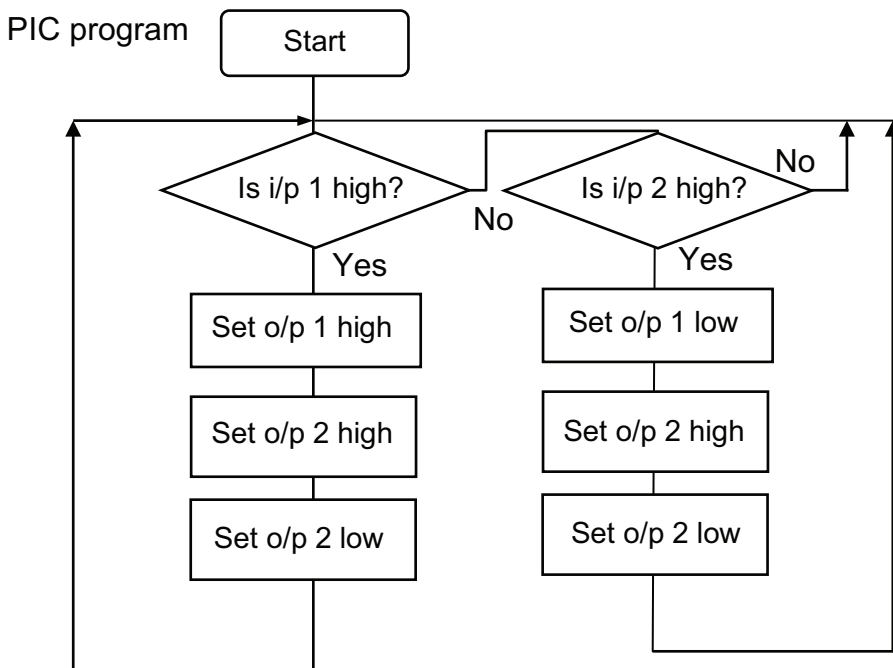 PIC program
Start
Is i/p 1 high?
No
Yes
Set o/p 1 high
Set o/p 2 high
Set o/p 2 low
Is i/p 2 high?
No
Yes
Set o/p 1 low
Set o/p 2 high
Set o/p 2 low